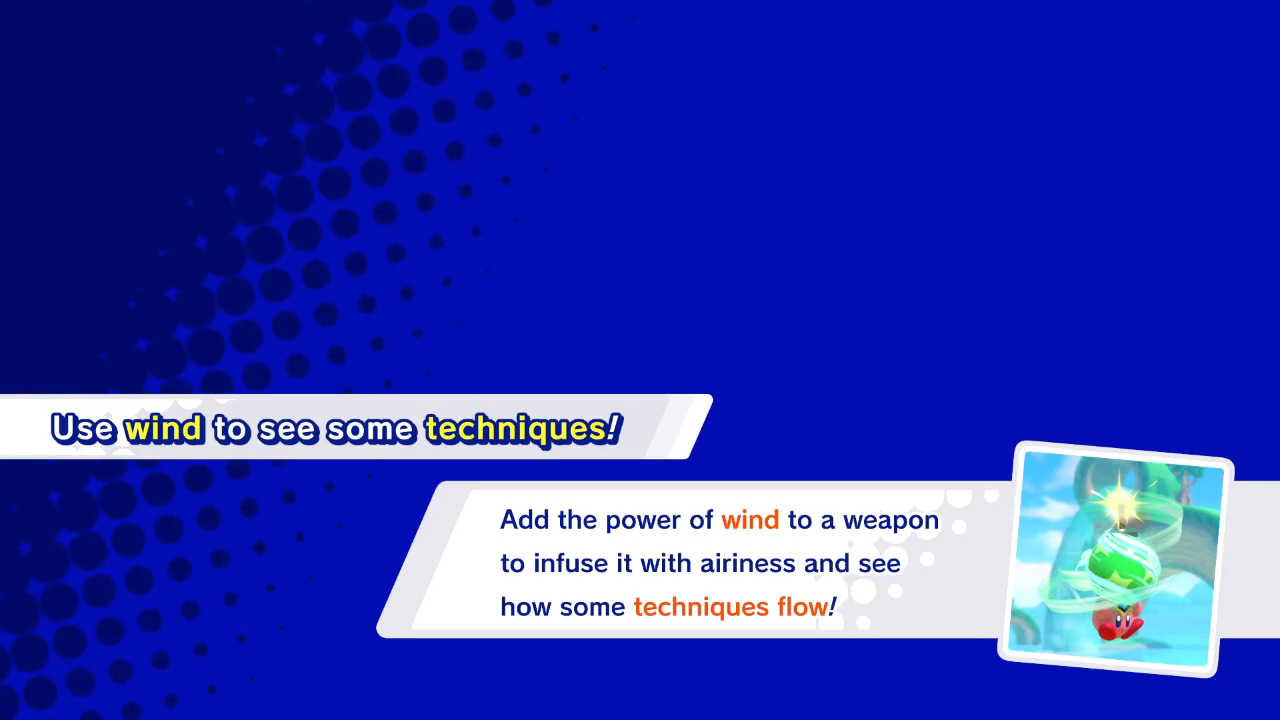 Use wind to see some techniques!
Add the power of wind to a weapon
to infuse it with airiness and see
how some techniques flow!